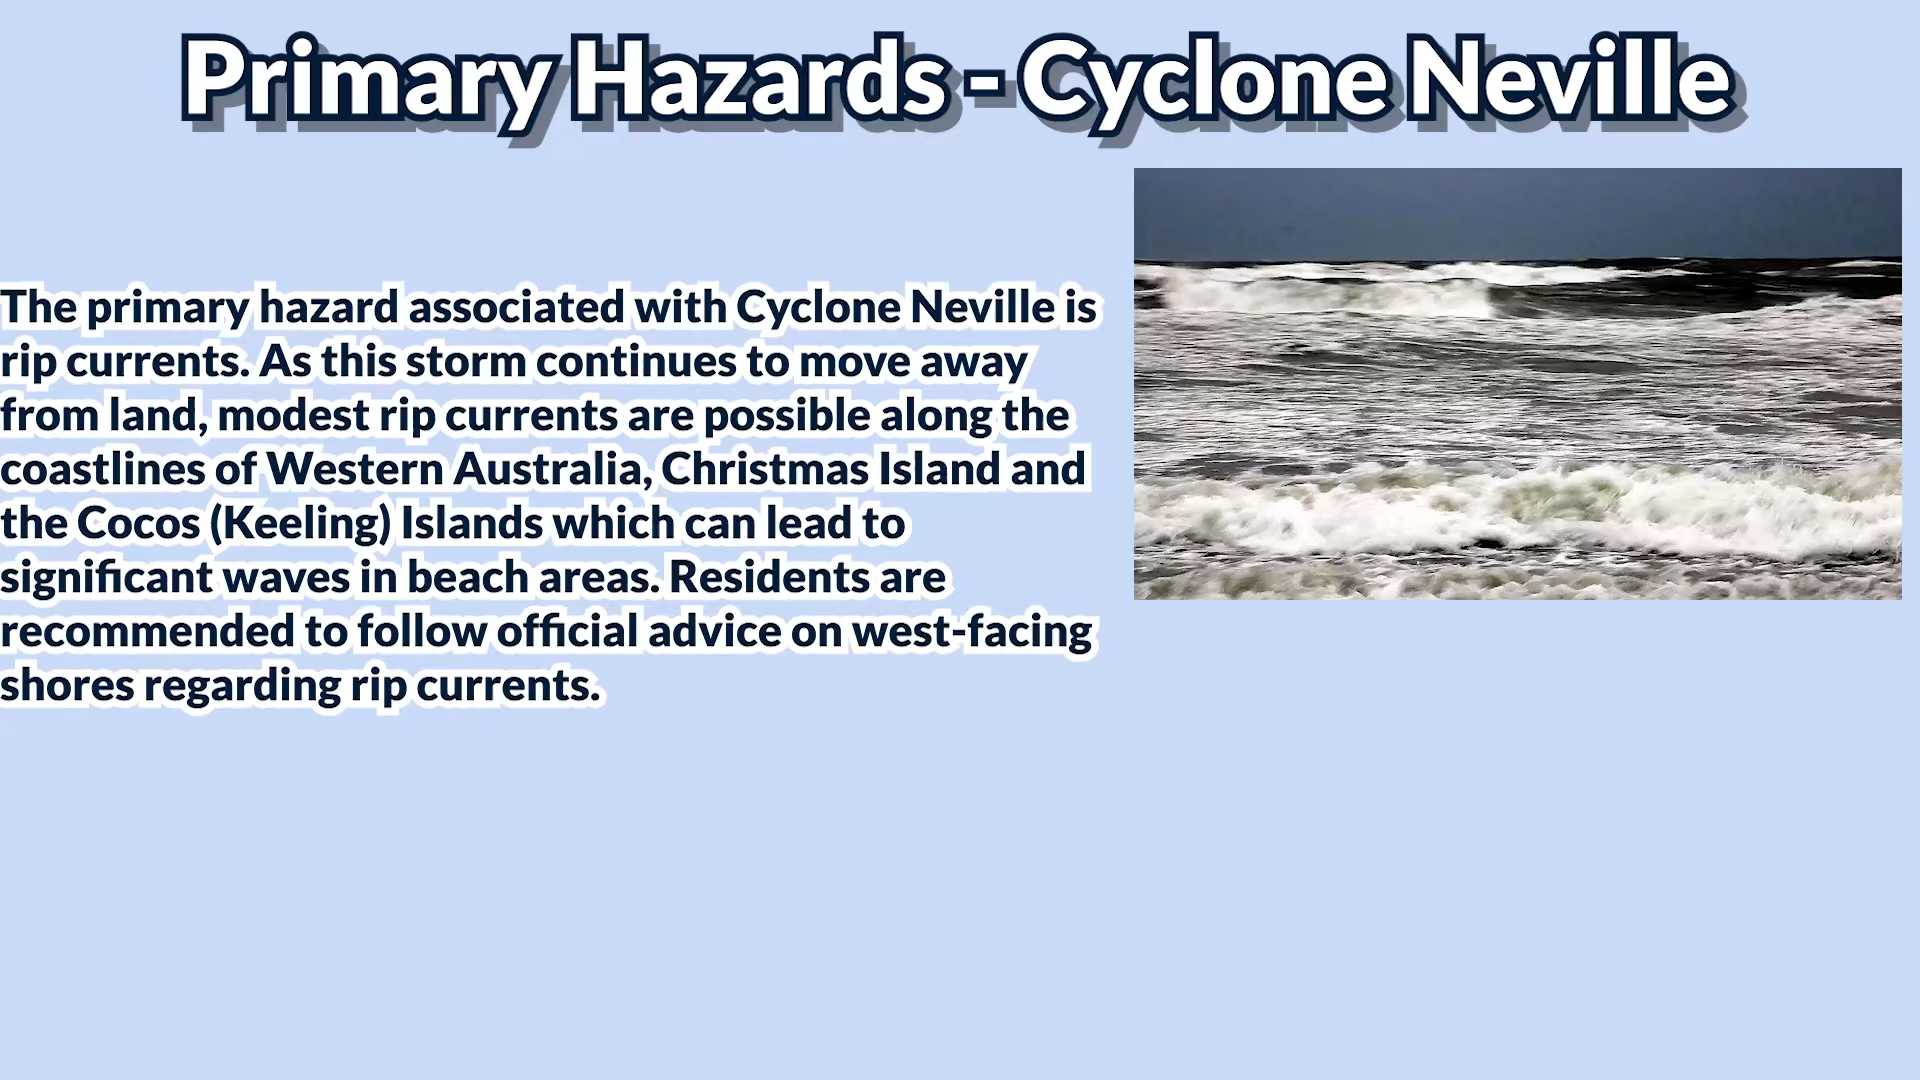 Primary Hazards - Cyclone Neville
The primary hazard associated with Cyclone Neville is
rip currents. As this storm continues to move away
from land, modest rip currents are possible along the
coastlines of Western Australia, Christmas Island and
the Cocos (Keeling) Islands which can lead to
significant waves in beach areas. Residents are
recommended to follow official advice on west-facing
shores regarding rip currents.